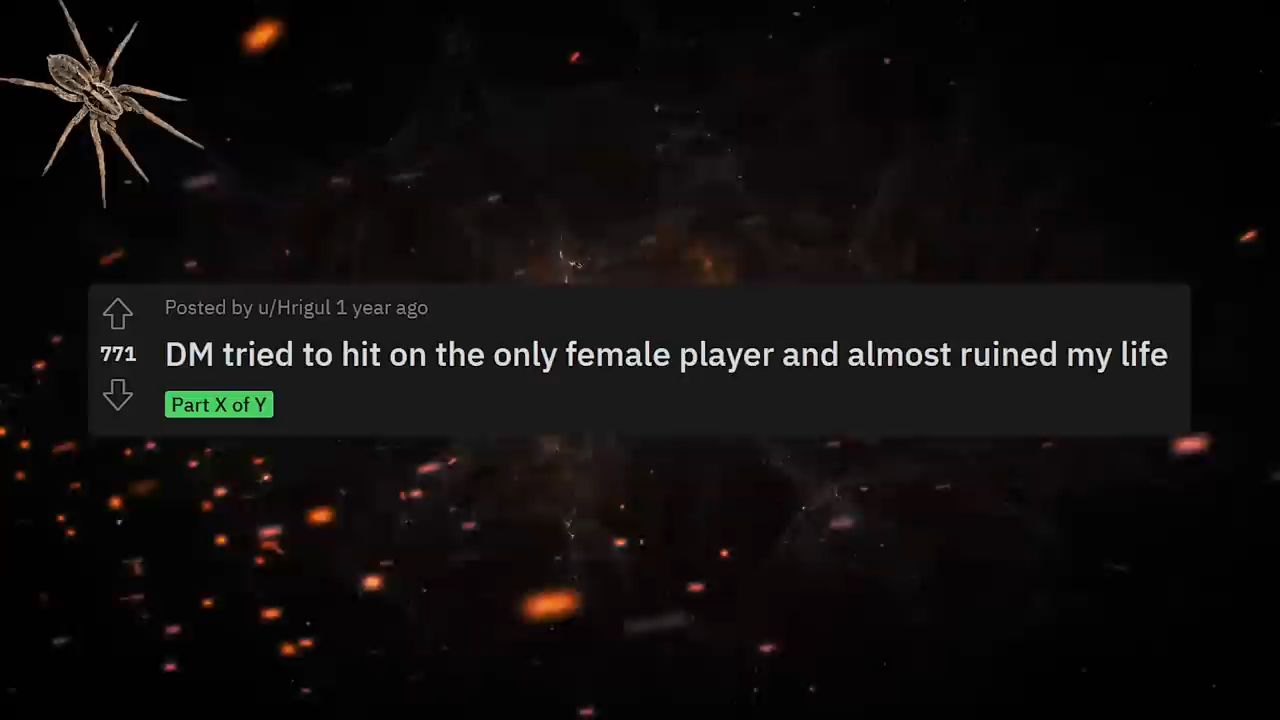 Posted by u/Hrigul 1 year ago
771
DM tried to hit on the only female player and almost ruined my life
Part X of Y